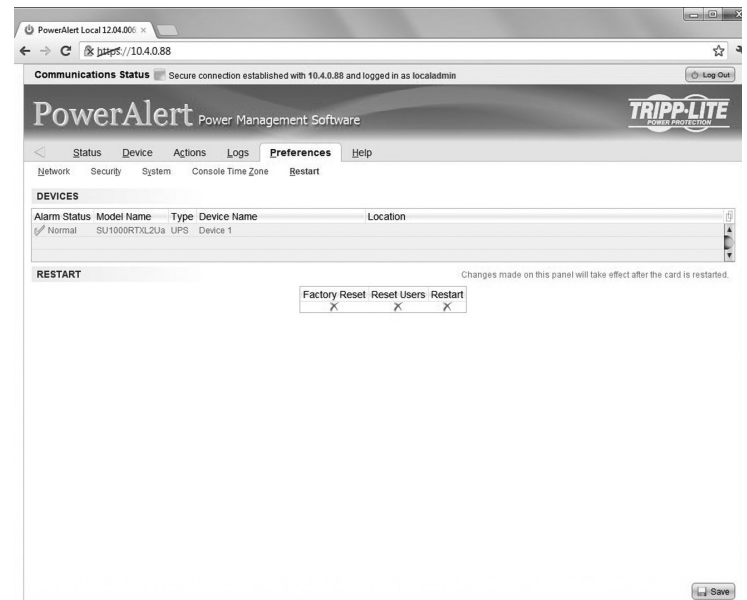 PowerAlert Local 12.04.006
https://10.4.0.88
Communications Status Secure connection established with 10.4.0.88 and logged in as localadmin
Log Out
PowerAlert Power Management Software
TRIPP·LITE
POWER PROTECTION
Status Device Actions Logs Preferences Help
Network Security System Console Time Zone Restart
DEVICES
Alarm Status Model Name Type Device Name Location
Normal SU1000RTXL2Ua UPS Device 1
RESTART
Changes made on this panel will take effect after the card is restarted.
Factory Reset Reset Users Restart
Save